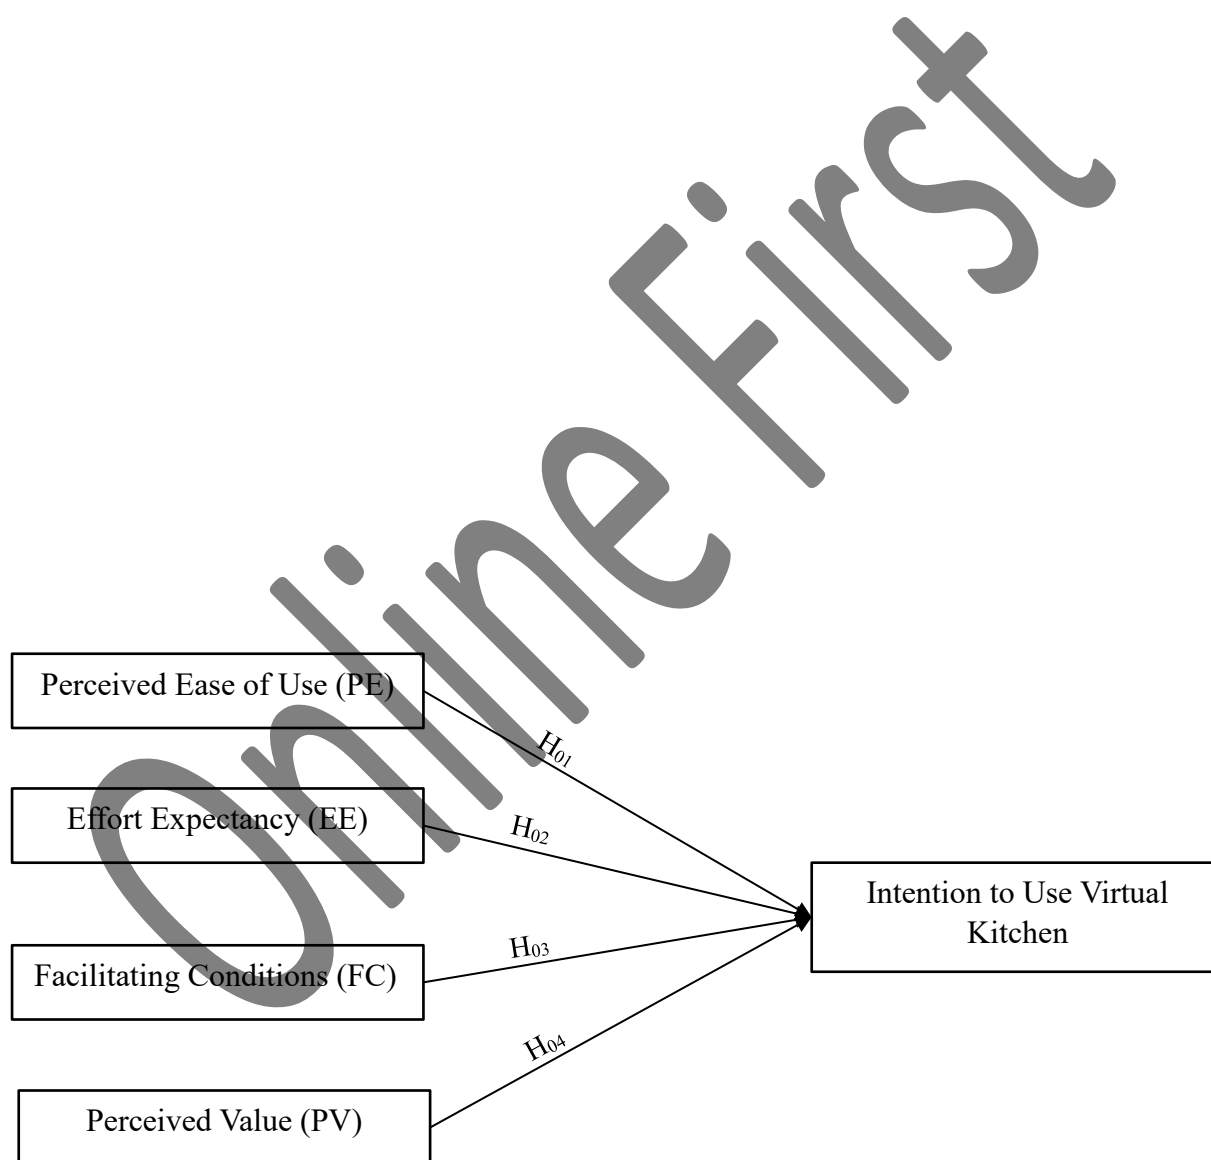 Online First
Perceived Ease of Use (PE)
H01
Effort Expectancy (EE)
H02
Intention to Use Virtual
Kitchen
Facilitating Conditions (FC)
H03
H04
Perceived Value (PV)